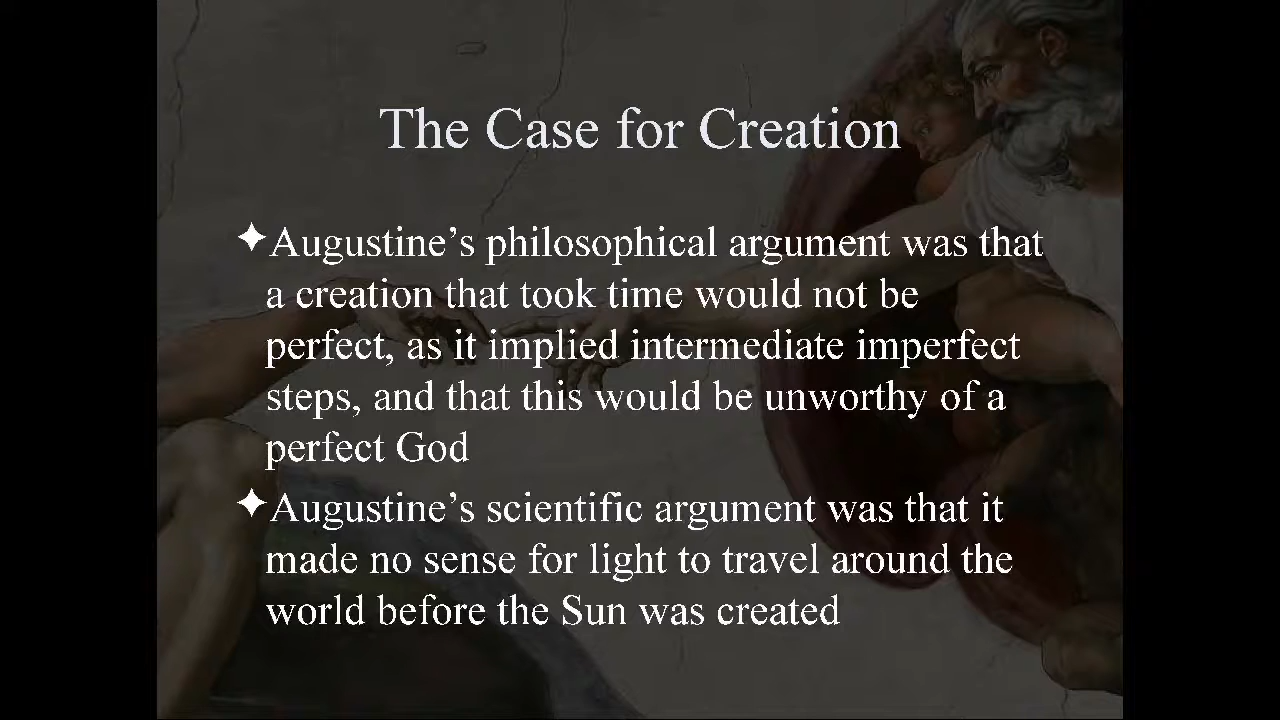 The Case for Creation
✦Augustine’s philosophical argument was that
a creation that took time would not be
perfect, as it implied intermediate imperfect
steps, and that this would be unworthy of a
perfect God
✦Augustine’s scientific argument was that it
made no sense for light to travel around the
world before the Sun was created